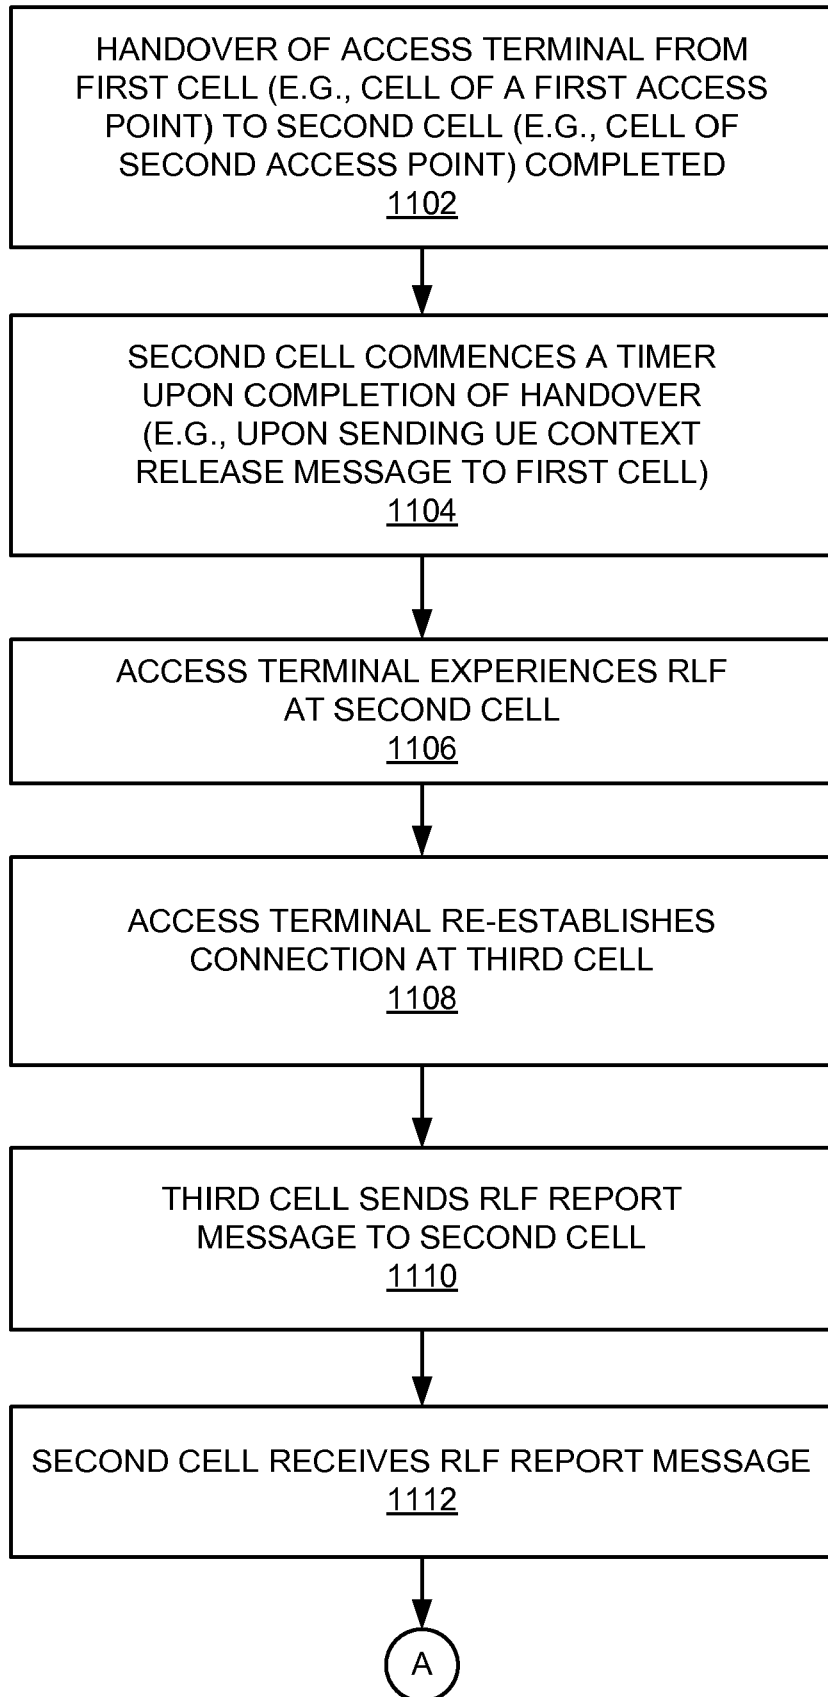 HANDOVER OF ACCESS TERMINAL FROM
FIRST CELL (E.G., CELL OF A FIRST ACCESS
POINT) TO SECOND CELL (E.G., CELL OF
SECOND ACCESS POINT) COMPLETED
1102
SECOND CELL COMMENCES A TIMER
UPON COMPLETION OF HANDOVER
(E.G., UPON SENDING UE CONTEXT
RELEASE MESSAGE TO FIRST CELL)
1104
ACCESS TERMINAL EXPERIENCES RLF
AT SECOND CELL
1106
ACCESS TERMINAL RE-ESTABLISHES
CONNECTION AT THIRD CELL
1108
THIRD CELL SENDS RLF REPORT
MESSAGE TO SECOND CELL
1110
SECOND CELL RECEIVES RLF REPORT MESSAGE
1112
A